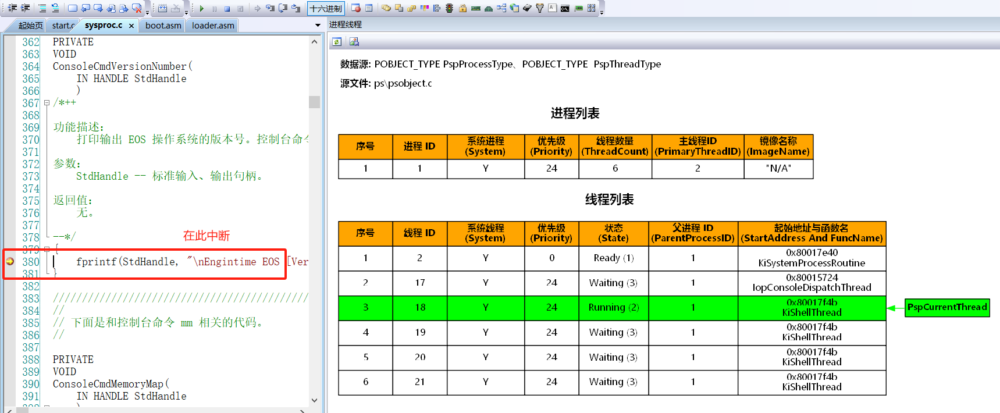 十六进制
起始页 start.c sysproc.c × boot.asm loader.asm
进程线程
362 PRIVATE
363 VOID
364 ConsoleCmdVersionNumber(
365 IN HANDLE StdHandle
366 )
367 /*++
368
369 功能描述:
370 打印输出 EOS 操作系统的版本号。控制台命令
371
372 参数:
373 StdHandle -- 标准输入、输出句柄。
374
375 返回值:
376 无。
377
378 --*/
在此中断
379 {
380 fprintf(StdHandle, "\nEngintime EOS [Ver
381 }
382
383 ////////////////////////////////////////////
384 //
385 // 下面是和控制台命令 mm 相关的代码。
386 //
387
388 PRIVATE
389 VOID
390 ConsoleCmdMemoryMap(
391 IN HANDLE StdHandle
数据源: POBJECT_TYPE PspProcessType、POBJECT_TYPE PspThreadType
源文件: ps\psobject.c
进程列表
序号 进程 ID 系统进程 (System) 优先级 (Priority) 线程数量 (ThreadCount) 主线程ID (PrimaryThreadID) 镜像名称 (ImageName)
1 1 Y 24 6 2 "N/A"
线程列表
序号 线程 ID 系统线程 (System) 优先级 (Priority) 状态 (State) 父进程 ID (ParentProcessID) 起始地址与函数名 (StartAddress And FuncName)
1 2 Y 0 Ready (1) 1 0x80017e40 KiSystemProcessRoutine
2 17 Y 24 Waiting (3) 1 0x80015724 IopConsoleDispatchThread
3 18 Y 24 Running (2) 1 0x80017f4b KiShellThread PspCurrentThread
4 19 Y 24 Waiting (3) 1 0x80017f4b KiShellThread
5 20 Y 24 Waiting (3) 1 0x80017f4b KiShellThread
6 21 Y 24 Waiting (3) 1 0x80017f4b KiShellThread